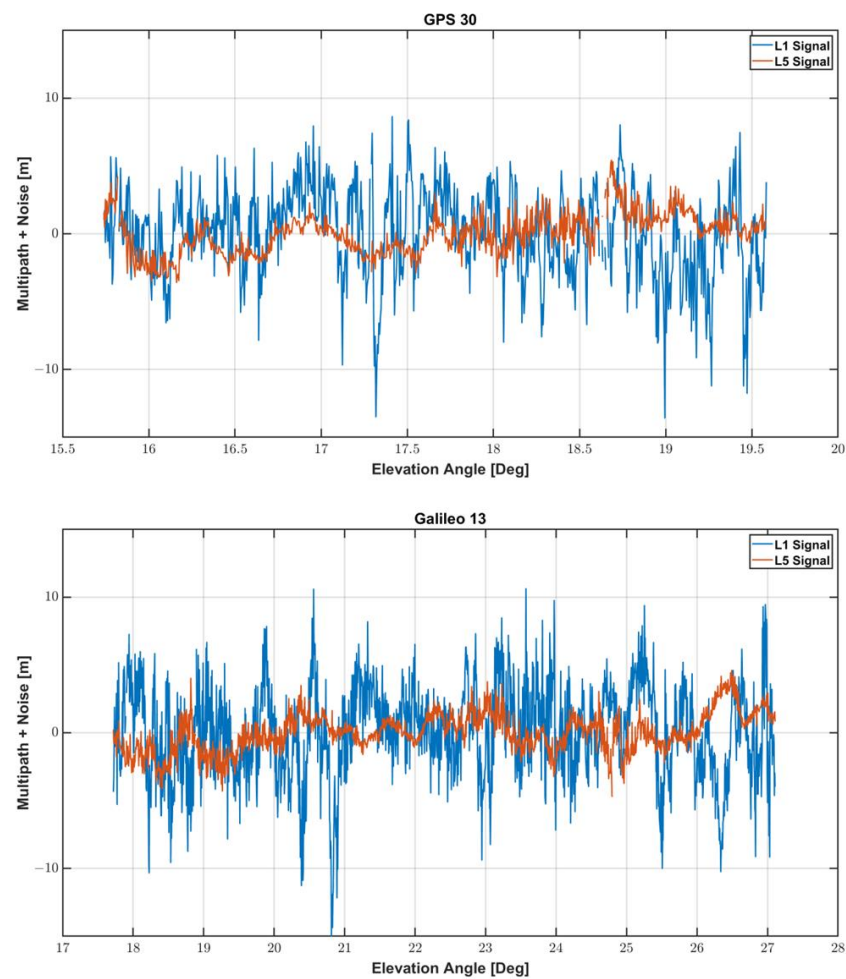 GPS 30
L1 Signal
L5 Signal
10
0
−10
Multipath + Noise [m]
15.5 16 16.5 17 17.5 18 18.5 19 19.5 20
Elevation Angle [Deg]
Galileo 13
L1 Signal
L5 Signal
10
0
−10
Multipath + Noise [m]
17 18 19 20 21 22 23 24 25 26 27 28
Elevation Angle [Deg]